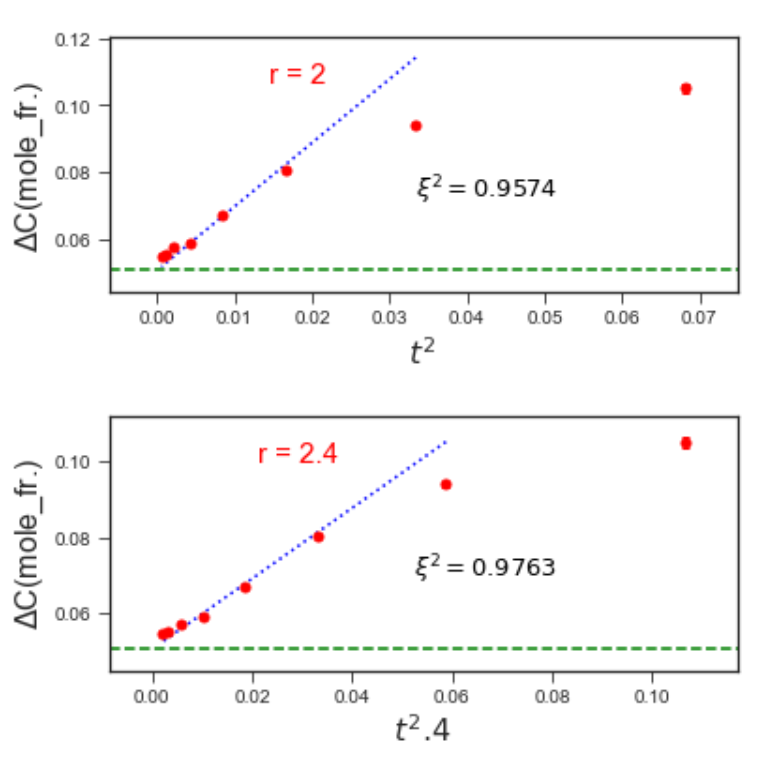 0.12
r = 2
0.10
ΔC(mole_fr.)
0.08
ξ² = 0.9574
0.06
0.00 0.01 0.02 0.03 0.04 0.05 0.06 0.07
t²
r = 2.4
0.10
ΔC(mole_fr.)
0.08
ξ² = 0.9763
0.06
0.00 0.02 0.04 0.06 0.08 0.10
t².4